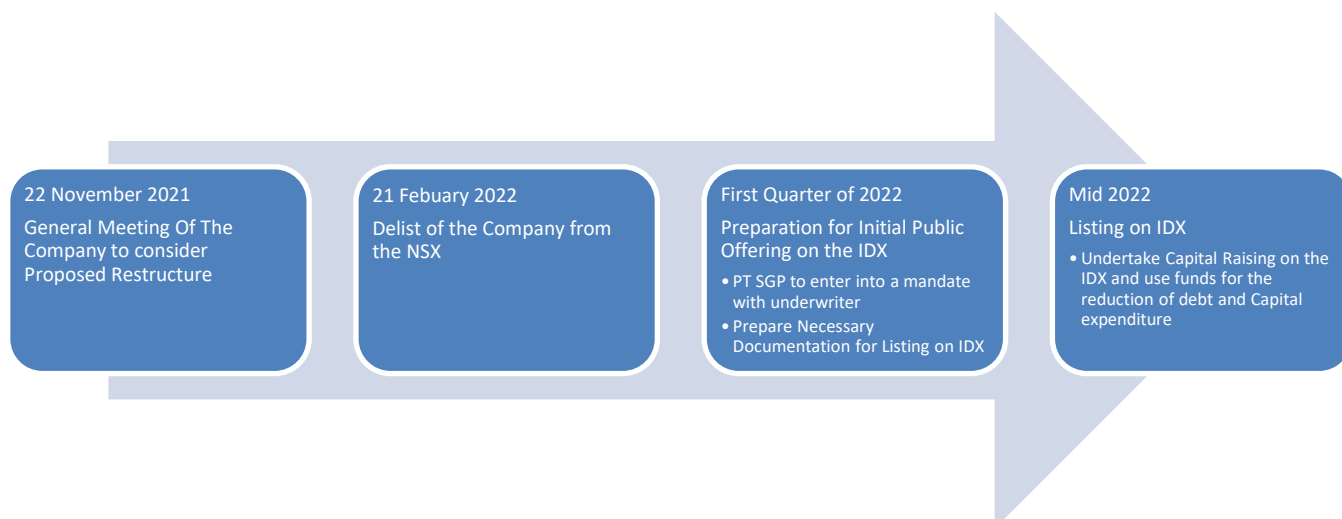 22 November 2021
General Meeting Of The
Company to consider
Proposed Restructure
21 Febuary 2022
Delist of the Company from
the NSX
First Quarter of 2022
Preparation for Initial Public
Offering on the IDX
• PT SGP to enter into a mandate
with underwriter
• Prepare Necessary
Documentation for Listing on IDX
Mid 2022
Listing on IDX
• Undertake Capital Raising on the
IDX and use funds for the
reduction of debt and Capital
expenditure